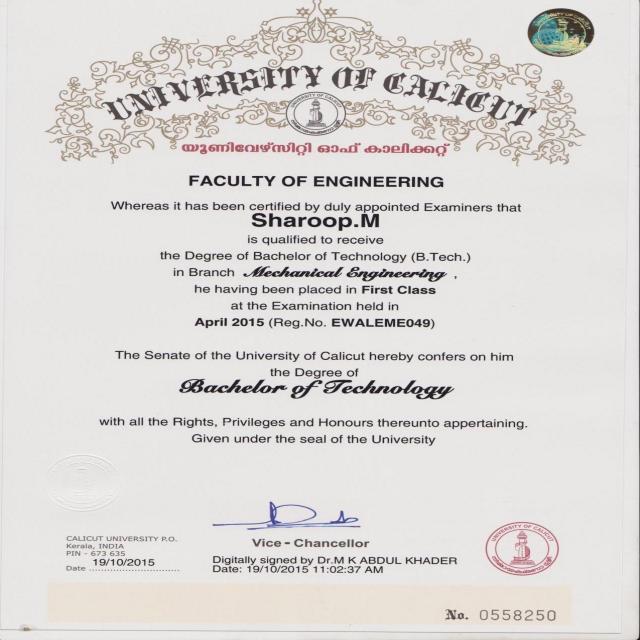 UNIVERSITY OF CALICUT
യൂണിവേഴ്സിറ്റി ഓഫ് കാലിക്കറ്റ്
FACULTY OF ENGINEERING
Whereas it has been certified by duly appointed Examiners that
Sharoop.M
is qualified to receive
the Degree of Bachelor of Technology (B.Tech.)
in Branch Mechanical Engineering ,
he having been placed in First Class
at the Examination held in
April 2015 (Reg.No. EWALEME049)
The Senate of the University of Calicut hereby confers on him
the Degree of
Bachelor of Technology
with all the Rights, Privileges and Honours thereunto appertaining.
Given under the seal of the University
CALICUT UNIVERSITY P.O.
Kerala, INDIA
PIN - 673 635
Date 19/10/2015
Vice - Chancellor
Digitally signed by Dr.M K ABDUL KHADER
Date: 19/10/2015 11:02:37 AM
UNIVERSITY OF CALICUT
No. 0558250